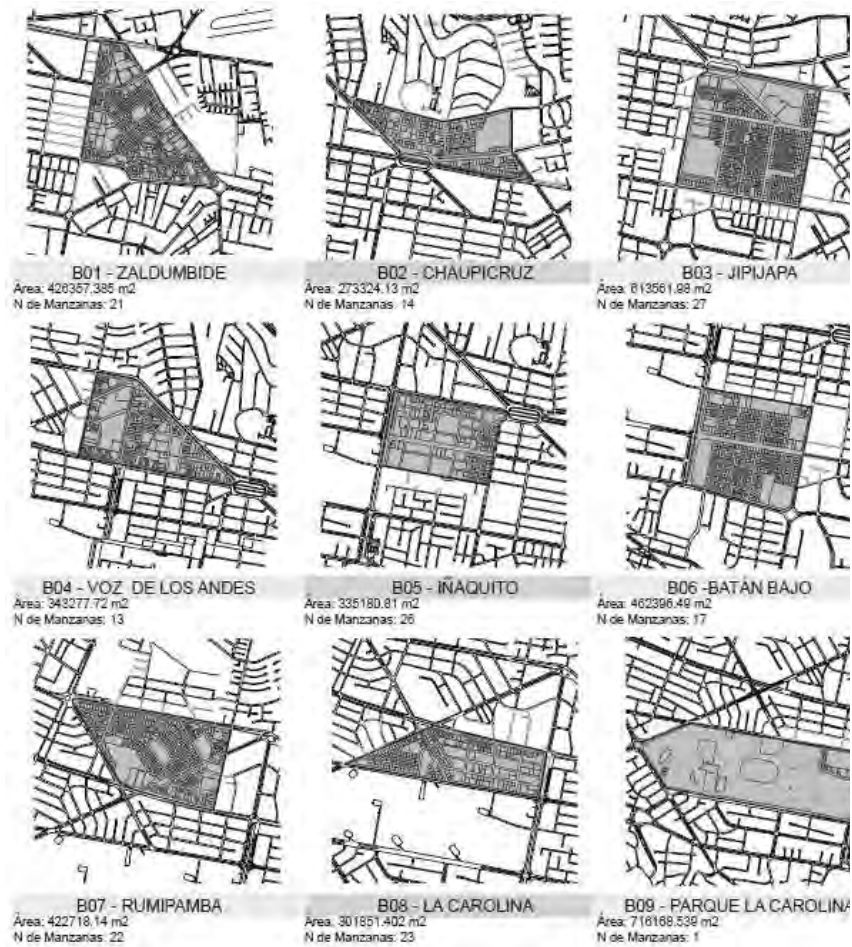 B01 - ZALDUMBIDE
Área: 426357.385 m2
N de Manzanas: 21
B02 - CHAUPICRUZ
Área: 273324.13 m2
N de Manzanas: 14
B03 - JIPIJAPA
Área: 613561.98 m2
N de Manzanas: 27
B04 - VOZ DE LOS ANDES
Área: 343277.72 m2
N de Manzanas: 13
B05 - IÑAQUITO
Área: 335180.81 m2
N de Manzanas: 26
B06 -BATÁN BAJO
Área: 462396.49 m2
N de Manzanas: 17
B07 - RUMIPAMBA
Área: 422718.14 m2
N de Manzanas: 22
B08 - LA CAROLINA
Área: 301851.402 m2
N de Manzanas: 23
B09 - PARQUE LA CAROLINA
Área: 716168.539 m2
N de Manzanas: 1